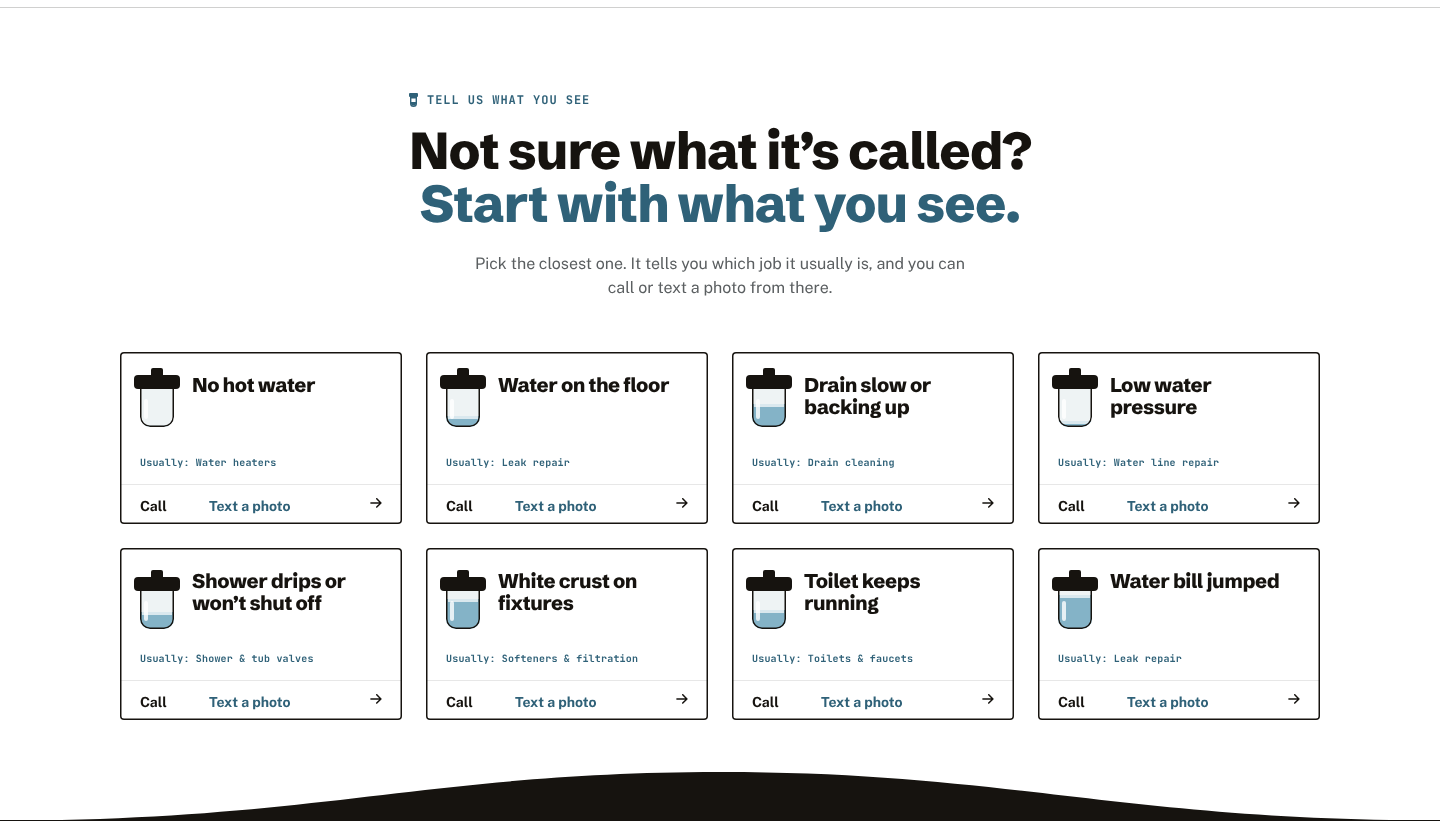 TELL US WHAT YOU SEE
Not sure what it’s called?
Start with what you see.
Pick the closest one. It tells you which job it usually is, and you can
call or text a photo from there.
No hot water
Usually: Water heaters
Call Text a photo →
Water on the floor
Usually: Leak repair
Call Text a photo →
Drain slow or
backing up
Usually: Drain cleaning
Call Text a photo →
Low water
pressure
Usually: Water line repair
Call Text a photo →
Shower drips or
won’t shut off
Usually: Shower & tub valves
Call Text a photo →
White crust on
fixtures
Usually: Softeners & filtration
Call Text a photo →
Toilet keeps
running
Usually: Toilets & faucets
Call Text a photo →
Water bill jumped
Usually: Leak repair
Call Text a photo →